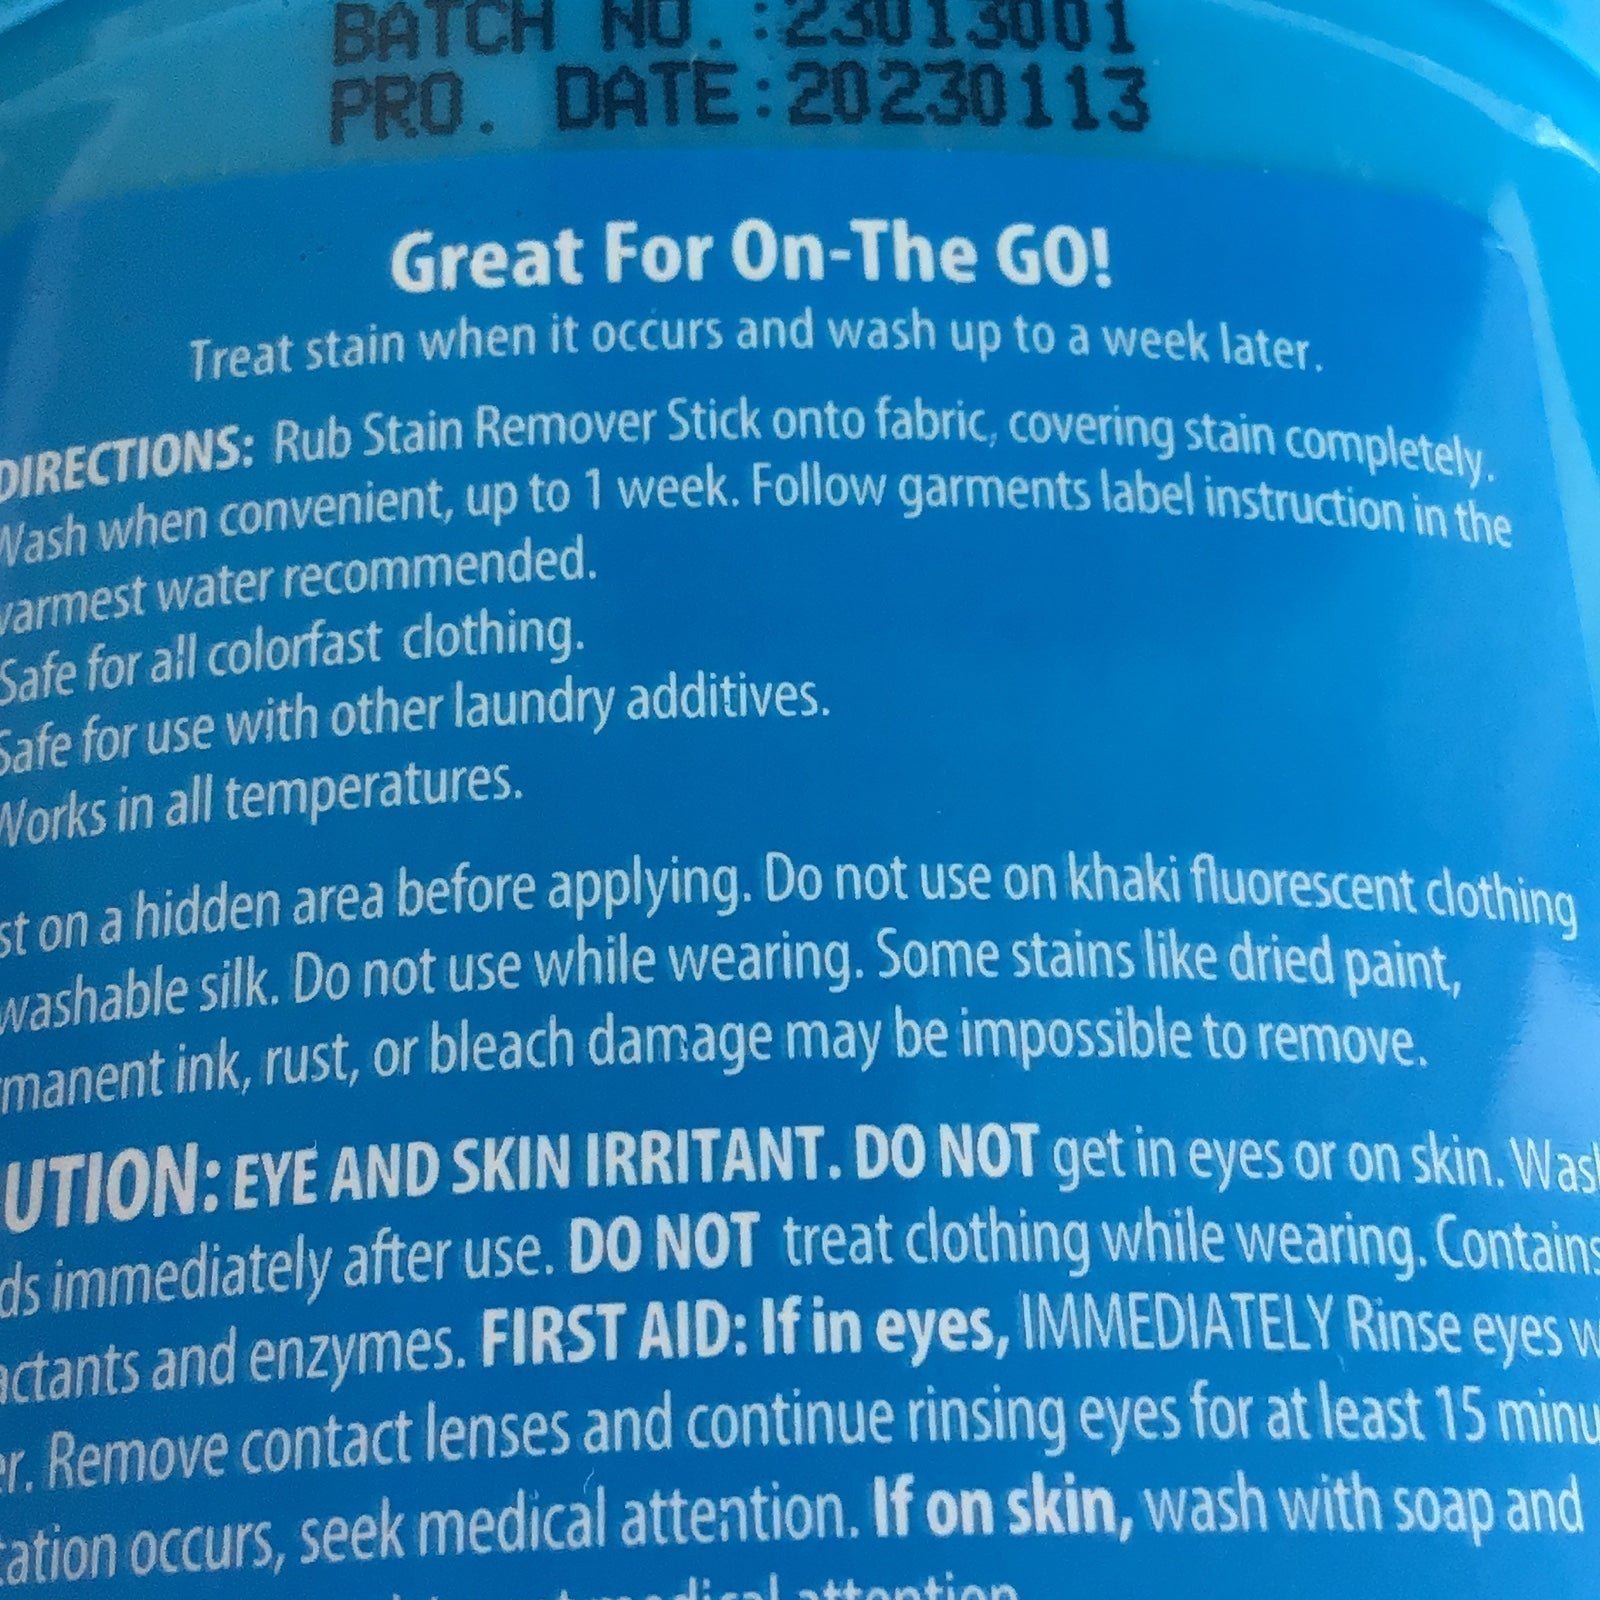 BATCH NO.:23013001
PRO. DATE:20230113
Great For On-The GO!
Treat stain when it occurs and wash up to a week later.
DIRECTIONS: Rub Stain Remover Stick onto fabric, covering stain completely.
Wash when convenient, up to 1 week. Follow garments label instruction in the
warmest water recommended.
Safe for all colorfast clothing.
Safe for use with other laundry additives.
Works in all temperatures.
st on a hidden area before applying. Do not use on khaki fluorescent clothing
washable silk. Do not use while wearing. Some stains like dried paint,
manent ink, rust, or bleach damage may be impossible to remove.
UTION: EYE AND SKIN IRRITANT. DO NOT get in eyes or on skin. Wash
ds immediately after use. DO NOT treat clothing while wearing. Contains
actants and enzymes. FIRST AID: If in eyes, IMMEDIATELY Rinse eyes w
er. Remove contact lenses and continue rinsing eyes for at least 15 minu
tation occurs, seek medical attention. If on skin, wash with soap and
medical attention